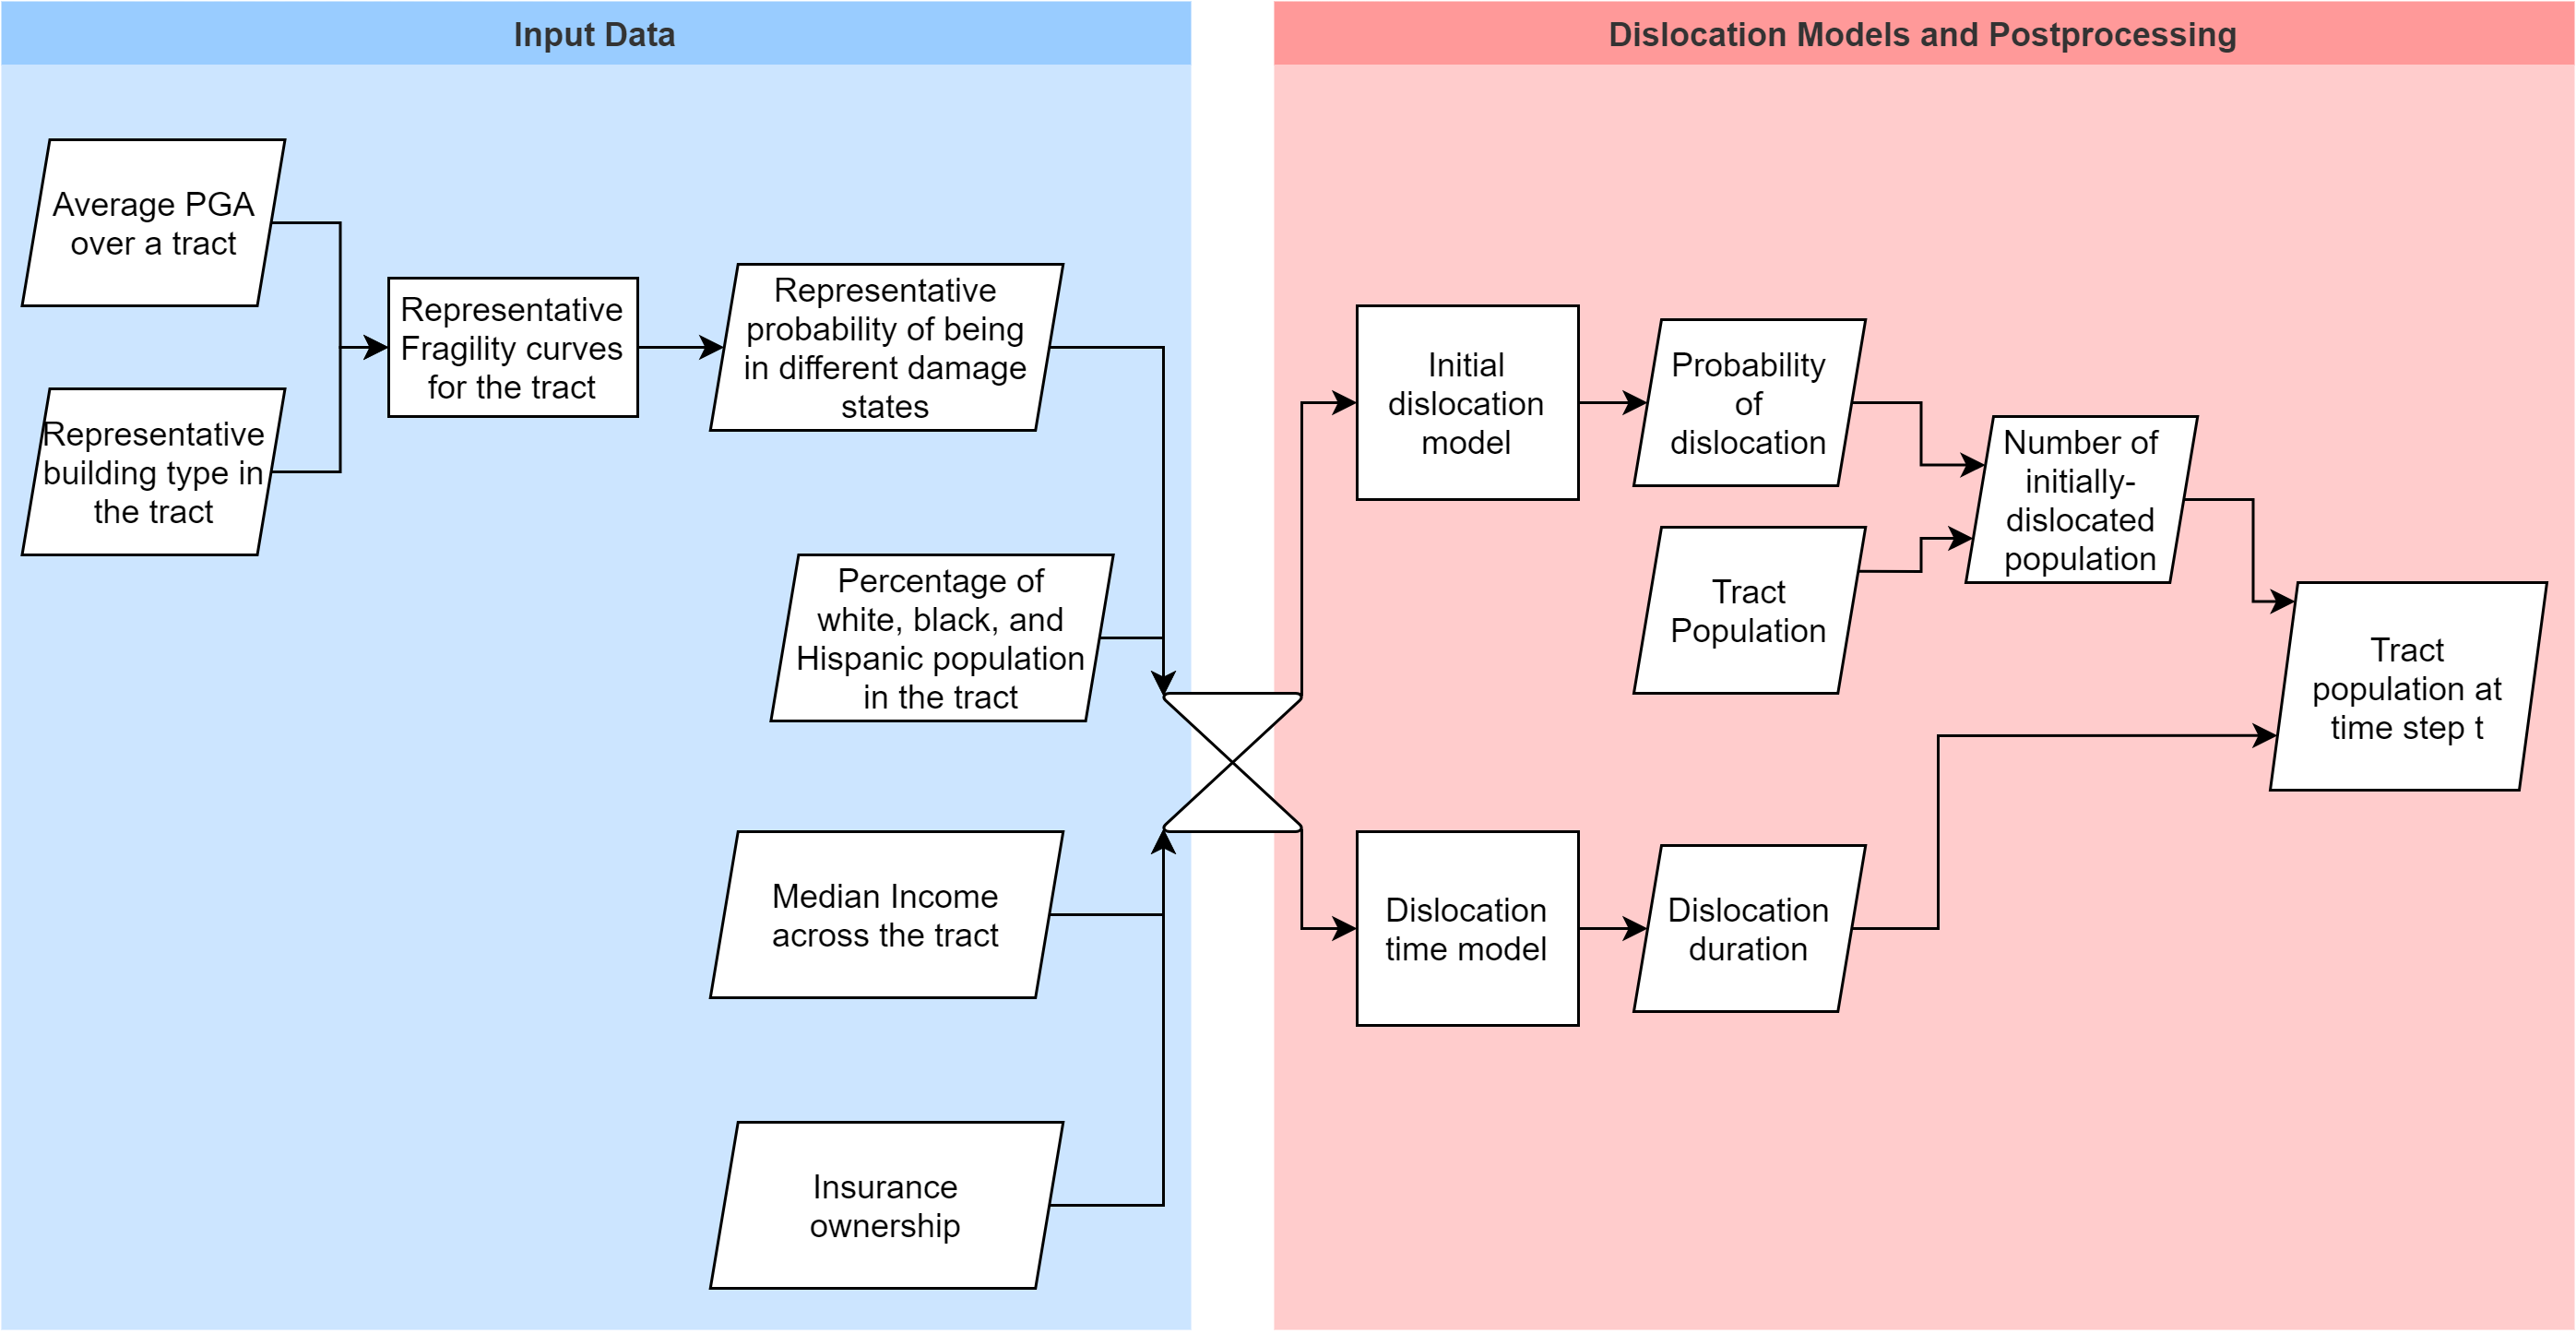 Input Data
Average PGA
over a tract
Representative
building type in
the tract
Representative
Fragility curves
for the tract
Representative
probability of being
in different damage
states
Percentage of
white, black, and
Hispanic population
in the tract
Median Income
across the tract
Insurance
ownership
Dislocation Models and Postprocessing
Initial
dislocation
model
Probability
of
dislocation
Tract
Population
Number of
initially-
dislocated
population
Tract
population at
time step t
Dislocation
time model
Dislocation
duration